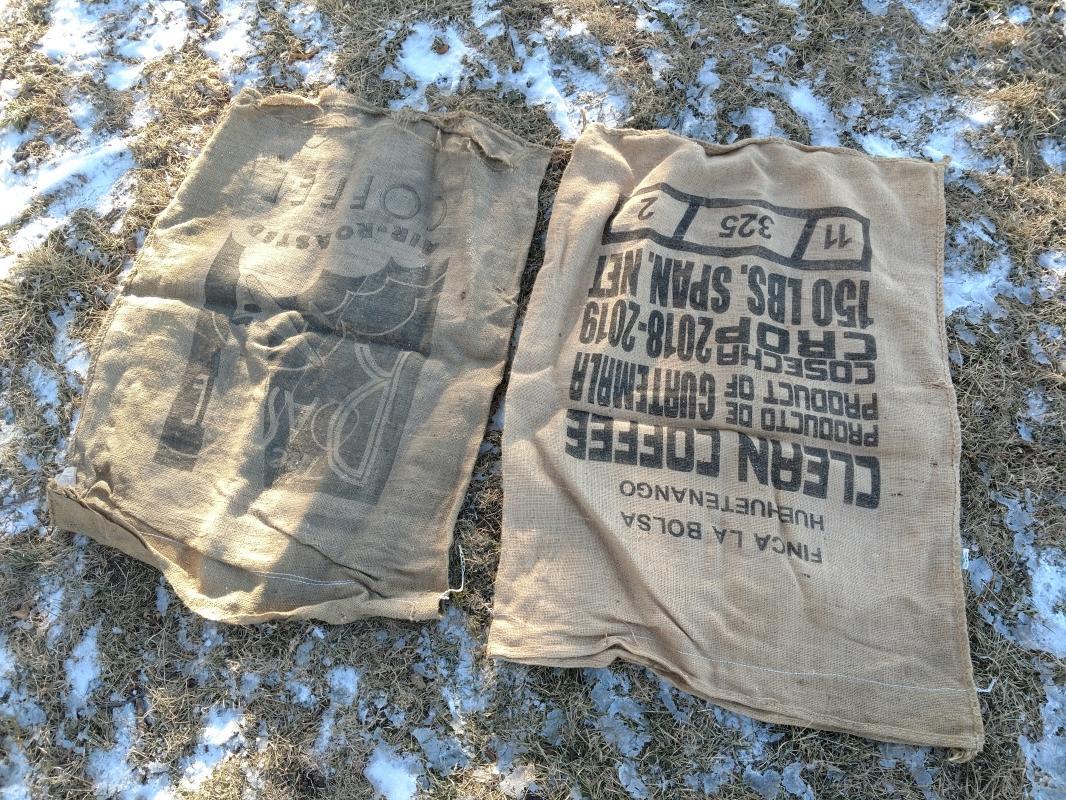 FINCA LA BOLSA
HUEHUETENANGO
CLEAN COFFEE
PRODUCTO DE
PRODUCT OF GUATEMALA
COSECHA
CROP 2018-2019
150 LBS. SPAN. NET
11 325 2
AIR-ROASTED
COFFEE